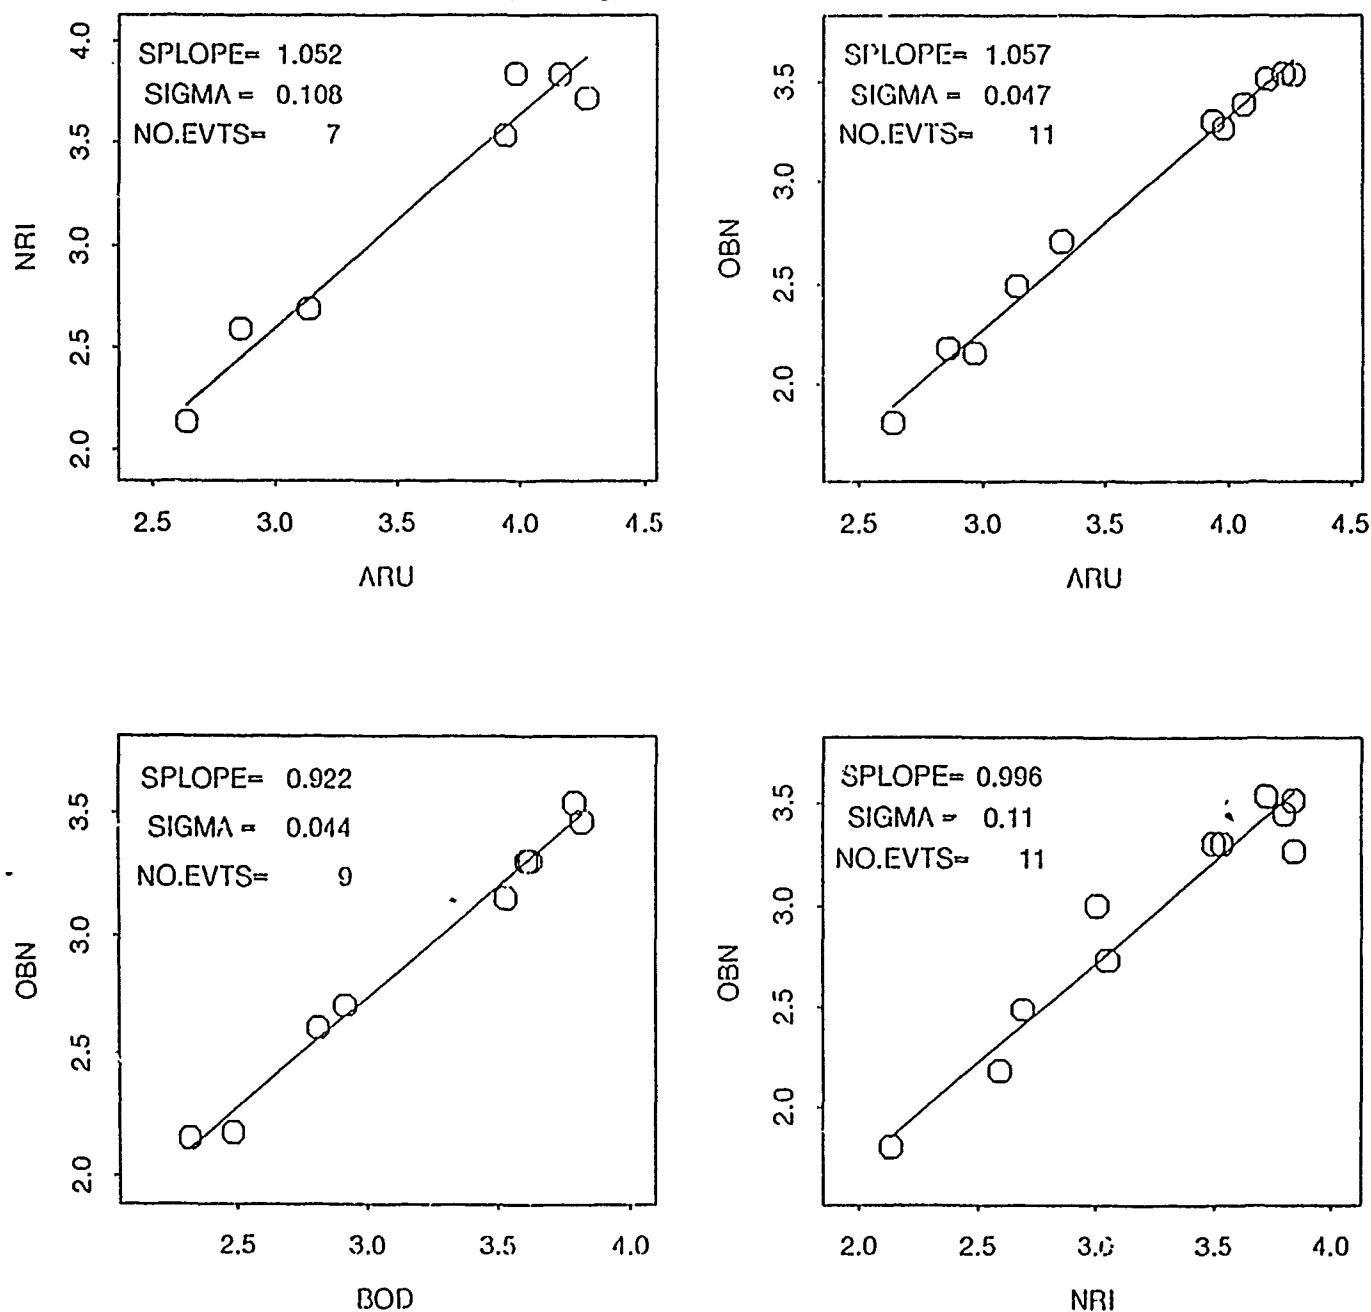 SPLOPE= 1.052
SIGMA = 0.108
NO.EVTS= 7
NRI
4.0
3.5
3.0
2.5
2.0
2.5 3.0 3.5 4.0 4.5
ARU
SPLOPE= 1.057
SIGMA = 0.047
NO.EVTS= 11
OBN
3.5
3.0
2.5
2.0
2.5 3.0 3.5 4.0 4.5
ARU
SPLOPE= 0.922
SIGMA = 0.044
NO.EVTS= 9
OBN
3.5
3.0
2.5
2.0
2.5 3.0 3.5 4.0
BOD
SPLOPE= 0.996
SIGMA = 0.11
NO.EVTS= 11
OBN
3.5
3.0
2.5
2.0
2.0 2.5 3.0 3.5 4.0
NRI